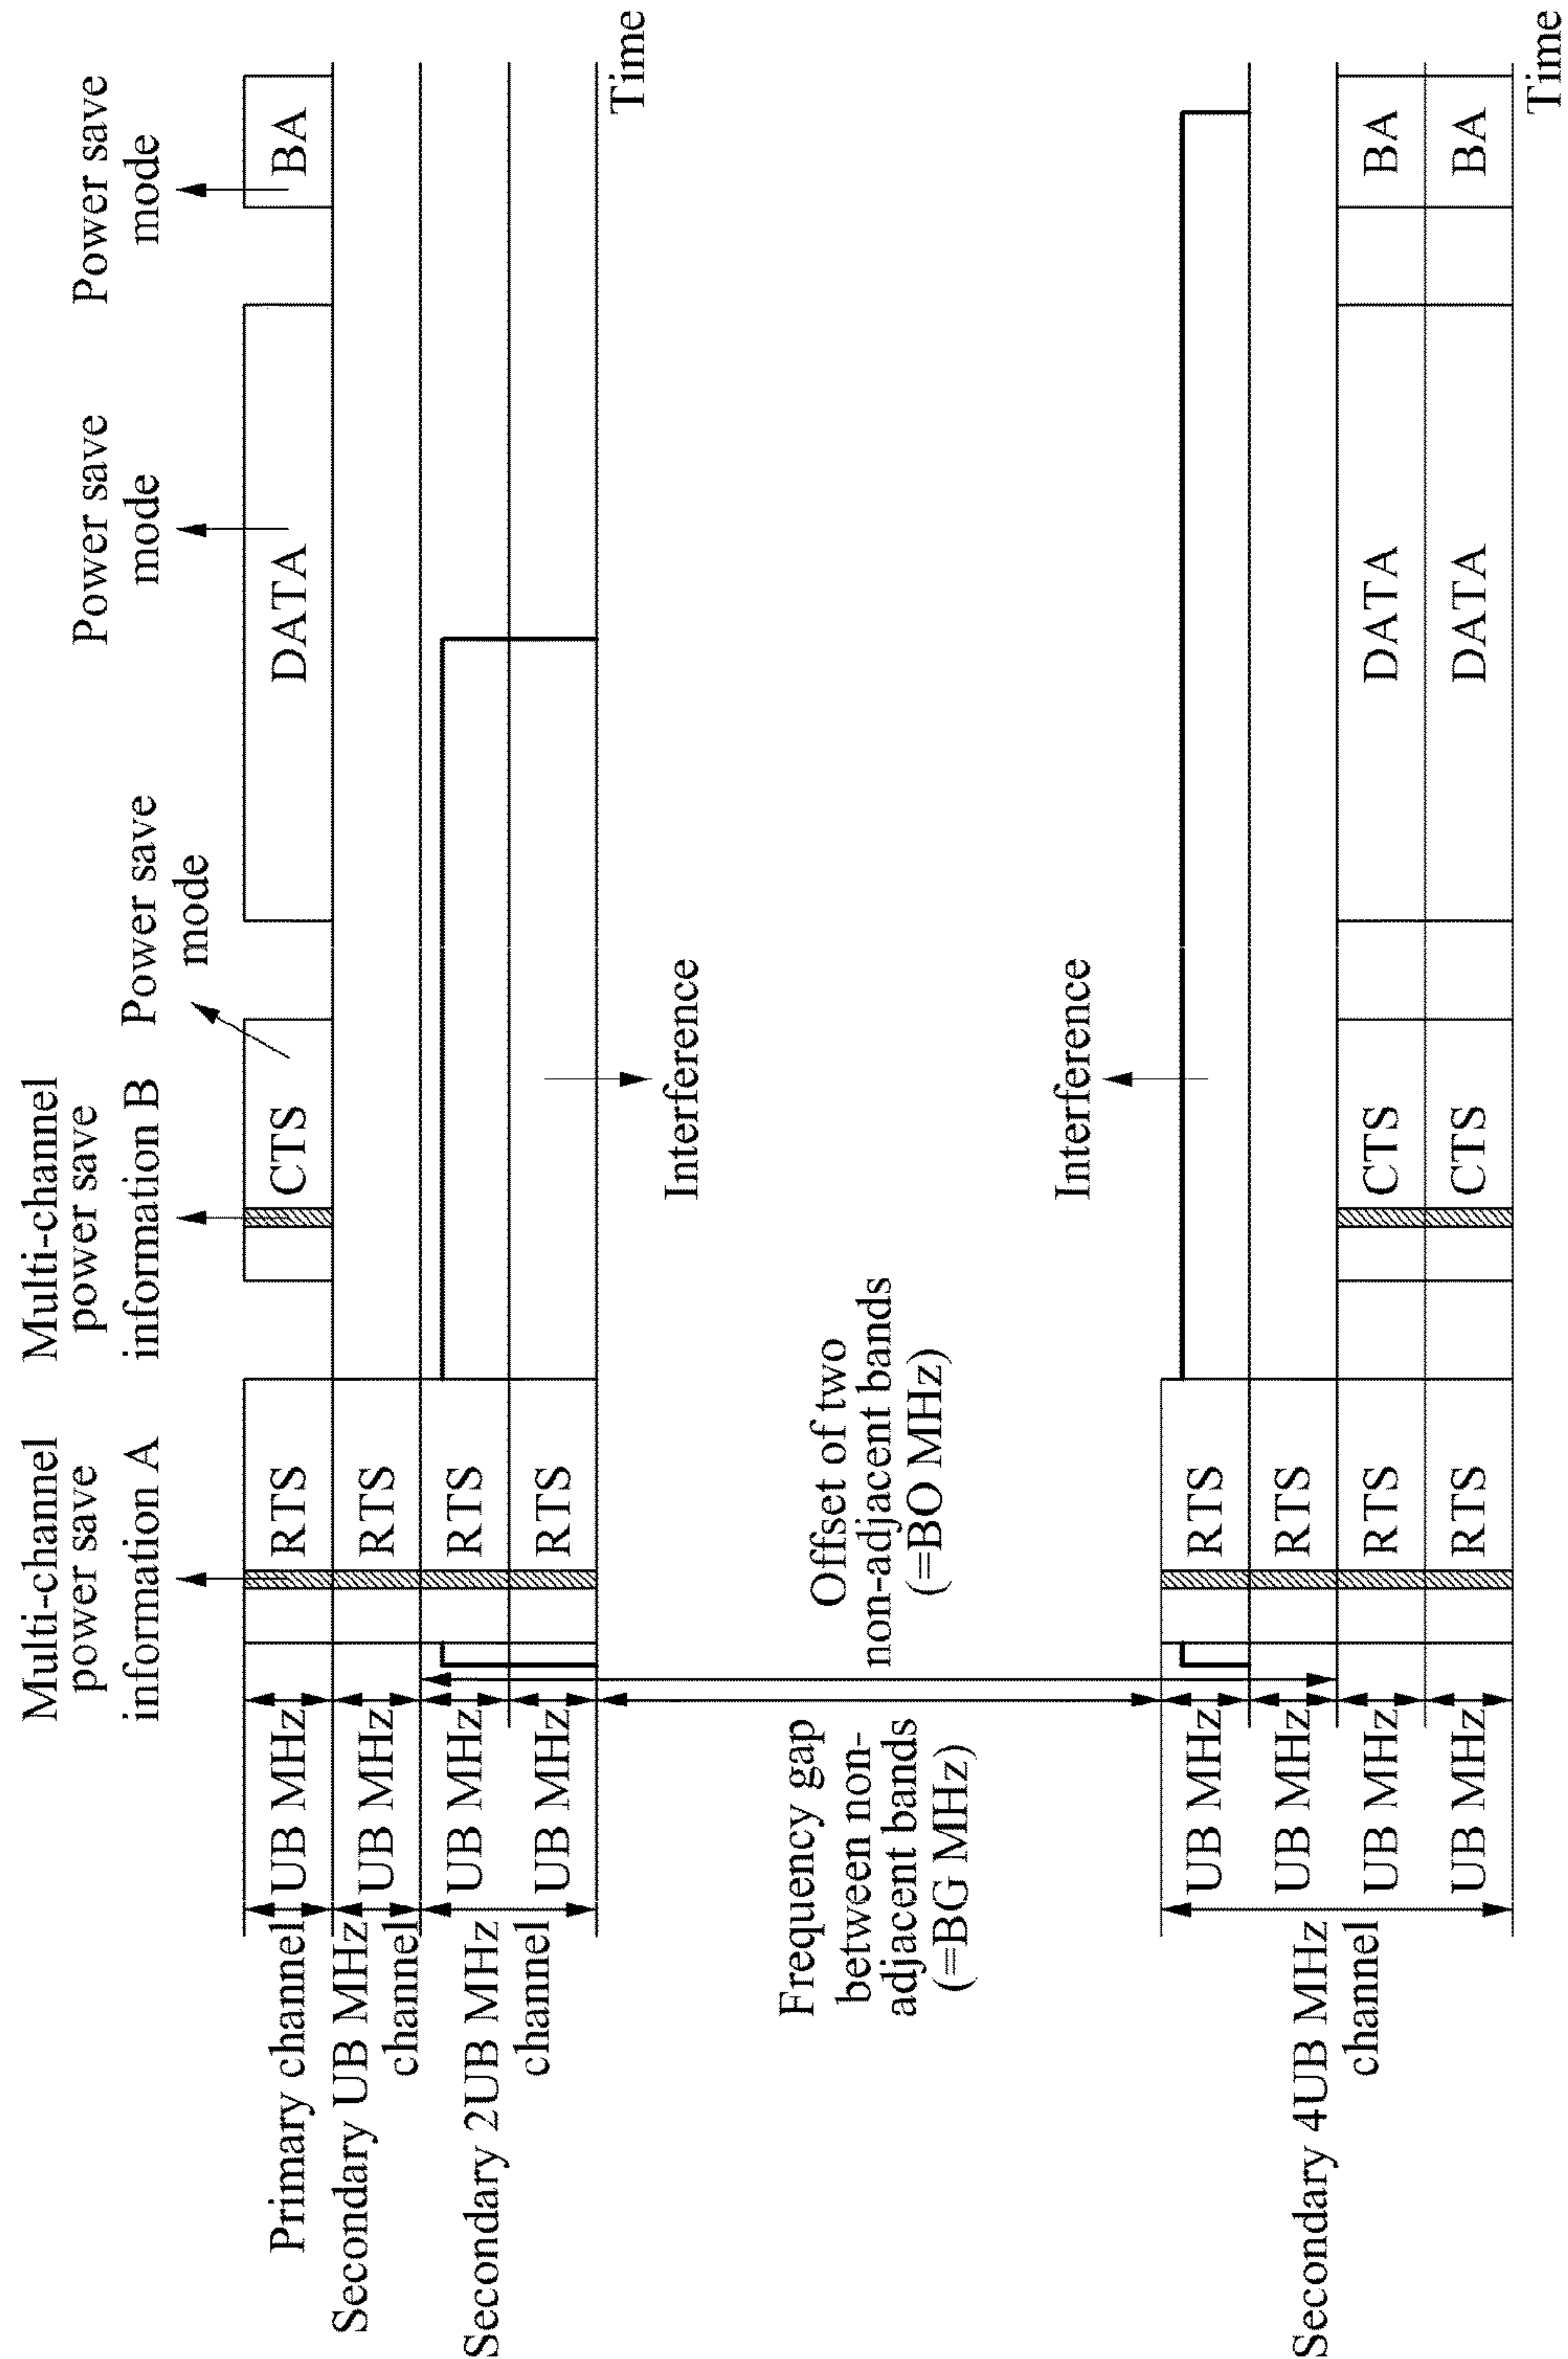 Multi-channel
power save
information A
Multi-channel
power save
information B
Power save
mode
Power save
mode
Power save
mode
Primary channel
UB MHz
RTS
CTS
DATA
BA
Secondary UB MHz
channel
UB MHz
RTS
Secondary 2UB MHz
channel
UB MHz
RTS
UB MHz
RTS
Time
Interference
Frequency gap
between non-
adjacent bands
(=BG MHz)
Offset of two
non-adjacent bands
(=BO MHz)
Interference
Secondary 4UB MHz
channel
UB MHz
RTS
UB MHz
RTS
UB MHz
RTS
CTS
DATA
BA
UB MHz
RTS
CTS
DATA
BA
Time